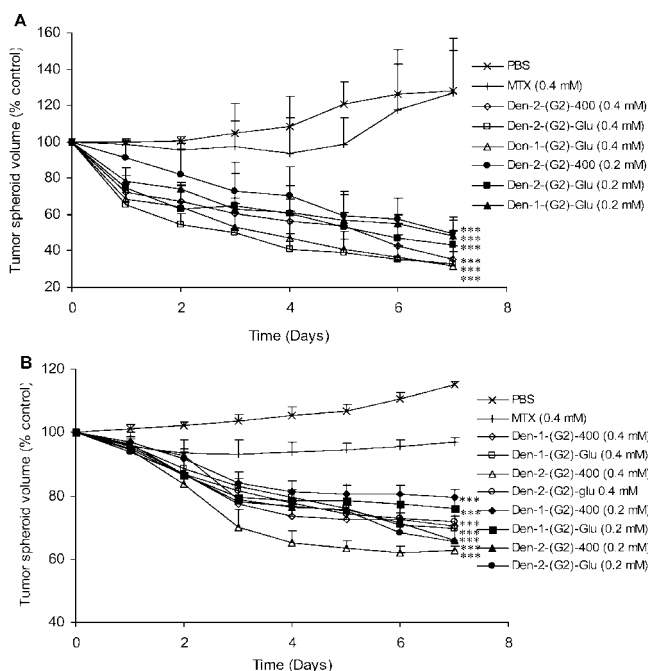 A
160
140
120
100
80
60
40
20
Tumor spheroid volume (% control)
0 2 4 6 8
Time (Days)
PBS
MTX (0.4 mM)
Den-2-(G2)-400 (0.4 mM)
Den-2-(G2)-Glu (0.4 mM)
Den-1-(G2)-Glu (0.4 mM)
Den-2-(G2)-400 (0.2 mM)
Den-2-(G2)-Glu (0.2 mM)
Den-1-(G2)-Glu (0.2 mM)
***
***
***
***
***
***
B
120
100
80
60
40
Tumor spheroid volume (% control)
0 2 4 6 8
Time (Days)
PBS
MTX (0.4 mM)
Den-1-(G2)-400 (0.4 mM)
Den-1-(G2)-Glu (0.4 mM)
Den-2-(G2)-400 (0.4 mM)
Den-2-(G2)-glu 0.4 mM
Den-1-(G2)-400 (0.2 mM)
Den-1-(G2)-Glu (0.2 mM)
Den-2-(G2)-400 (0.2 mM)
Den-2-(G2)-Glu (0.2 mM)
***
***
***
***
***
***
***